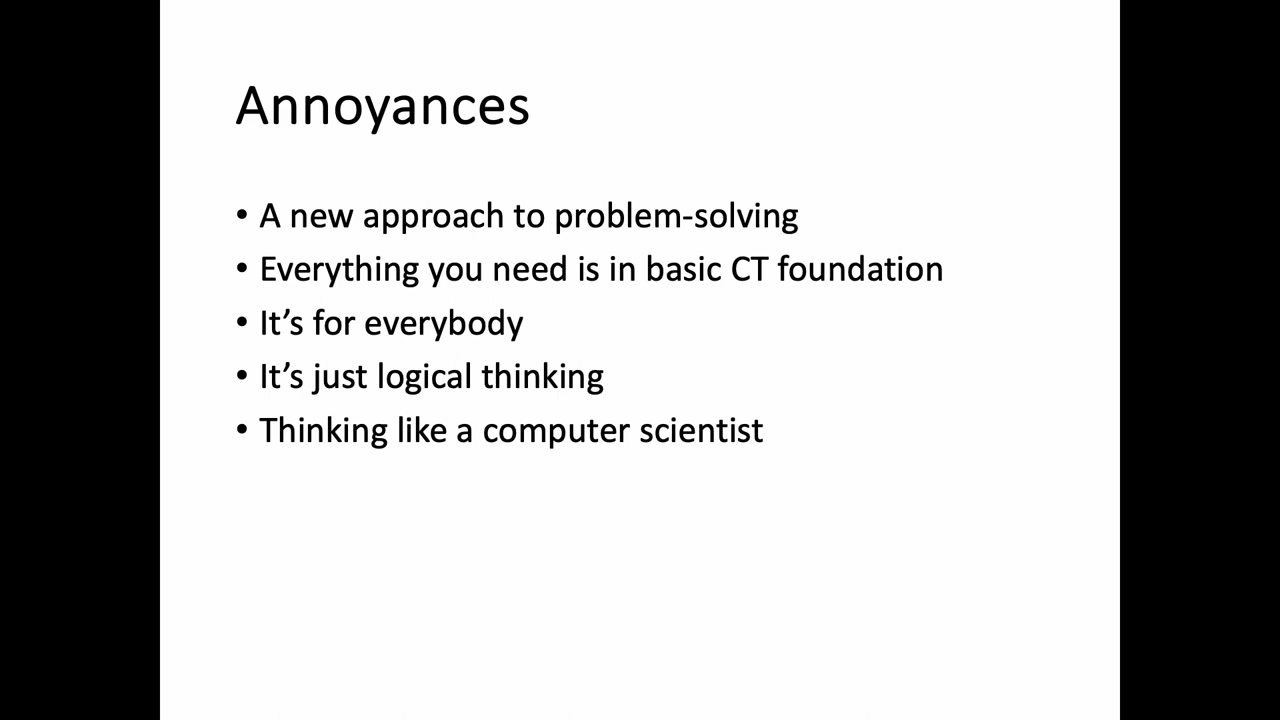 Annoyances
• A new approach to problem-solving
• Everything you need is in basic CT foundation
• It’s for everybody
• It’s just logical thinking
• Thinking like a computer scientist